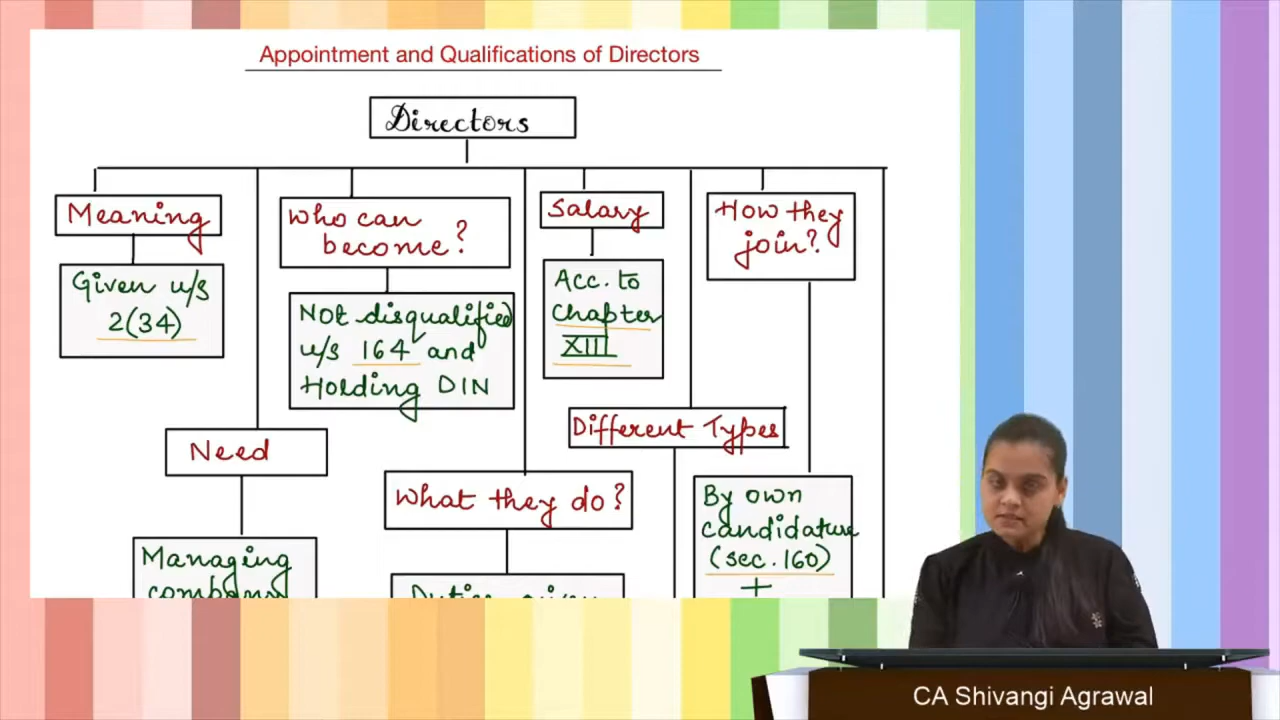 Appointment and Qualifications of Directors
Directors
Meaning
Given u/s
2(34)
Who can
become?
Not disqualified
u/s 164 and
Holding DIN
Salary
Acc. to
Chapter
XIII
How they
join?
Need
Managing
company
What they do?
Duties given
Different Types
By own
candidature
(sec. 160)
+
CA Shivangi Agrawal